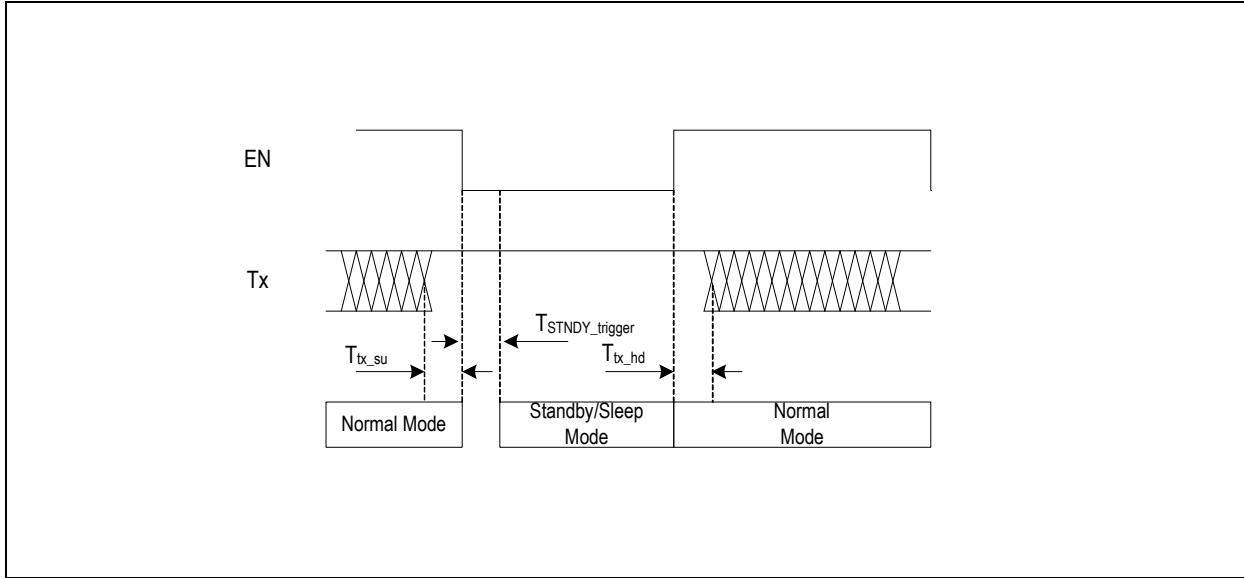 EN
Tx
TSTNDY_trigger
Ttx_su
Ttx_hd
Normal Mode
Standby/Sleep
Mode
Normal
Mode